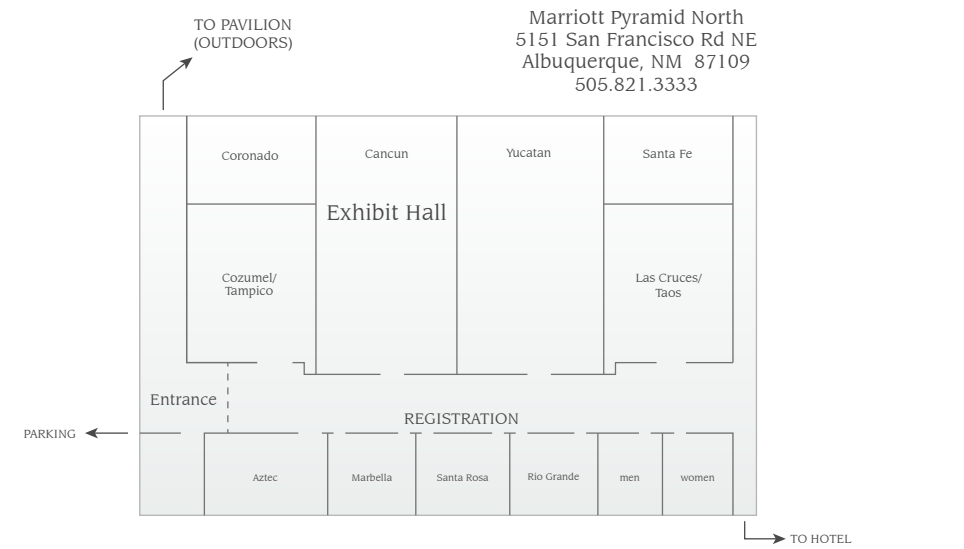 TO PAVILION
(OUTDOORS)
Marriott Pyramid North
5151 San Francisco Rd NE
Albuquerque, NM  87109
505.821.3333
Coronado
Cancun
Yucatan
Santa Fe
Exhibit Hall
Cozumel/
Tampico
Las Cruces/
Taos
Entrance
REGISTRATION
PARKING
Aztec
Marbella
Santa Rosa
Rio Grande
men
women
TO HOTEL